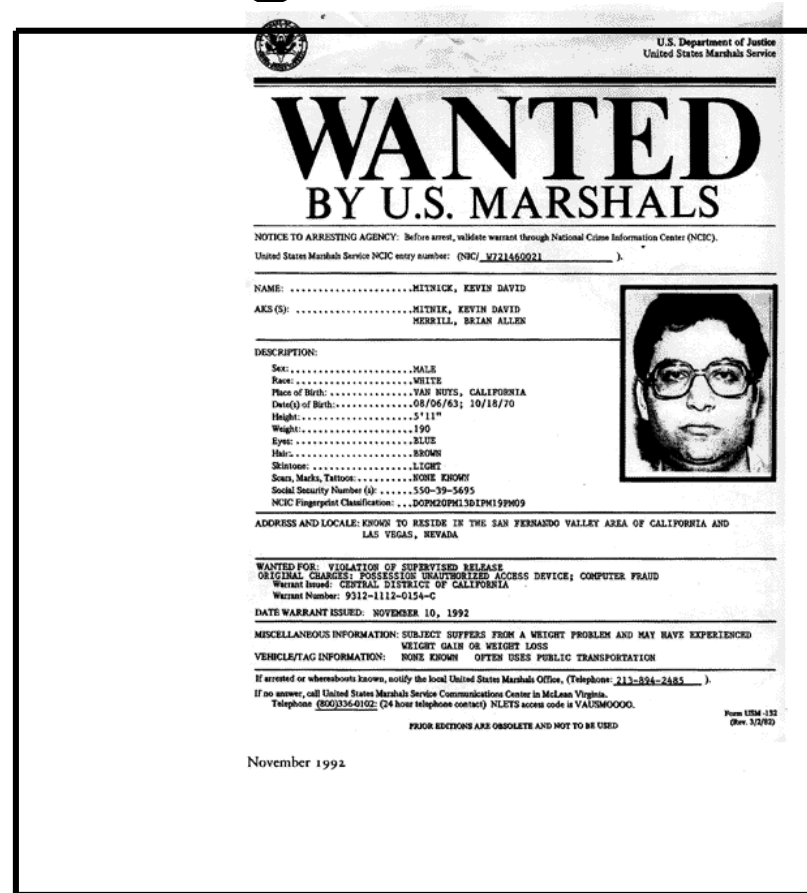 U.S. Department of Justice
United States Marshals Service
WANTED
BY U.S. MARSHALS
NOTICE TO ARRESTING AGENCY: Before arrest, validate warrant through National Crime Information Center (NCIC).
United States Marshals Service NCIC entry number: (NIC/ W721460021 ).
NAME: ......................MITNICK, KEVIN DAVID
AKS (S): .....................MITNIK, KEVIN DAVID
MERRILL, BRIAN ALLEN
DESCRIPTION:
Sex:......................MALE
Race: .....................WHITE
Place of Birth: ...............VAN NUYS, CALIFORNIA
Date(s) of Birth:..............08/06/63; 10/18/70
Height:.....................5'11"
Weight:.....................190
Eyes: .....................BLUE
Hair:......................BROWN
Skintone: ..................LIGHT
Scars, Marks, Tattoos:..........NONE KNOWN
Social Security Number (s): ......550-39-5695
NCIC Fingerprint Classification: ...DOPM20PM13DIPM19PM09
ADDRESS AND LOCALE: KNOWN TO RESIDE IN THE SAN FERNANDO VALLEY AREA OF CALIFORNIA AND
LAS VEGAS, NEVADA
WANTED FOR: VIOLATION OF SUPERVISED RELEASE
ORIGINAL CHARGES: POSSESSION UNAUTHORIZED ACCESS DEVICE; COMPUTER FRAUD
Warrant Issued: CENTRAL DISTRICT OF CALIFORNIA
Warrant Number: 9312-1112-0154-C
DATE WARRANT ISSUED: NOVEMBER 10, 1992
MISCELLANEOUS INFORMATION: SUBJECT SUFFERS FROM A WEIGHT PROBLEM AND MAY HAVE EXPERIENCED
WEIGHT GAIN OR WEIGHT LOSS
VEHICLE/TAG INFORMATION: NONE KNOWN OFTEN USES PUBLIC TRANSPORTATION
If arrested or whereabouts known, notify the local United States Marshals Office, (Telephone: 213-894-2485 ).
If no answer, call United States Marshals Service Communications Center in McLean Virginia.
Telephone (800)336-0102: (24 hour telephone contact) NLETS access code is VAUSMOOOO.
Form USM-132
(Rev. 3/2/82)
PRIOR EDITIONS ARE OBSOLETE AND NOT TO BE USED
November 1992